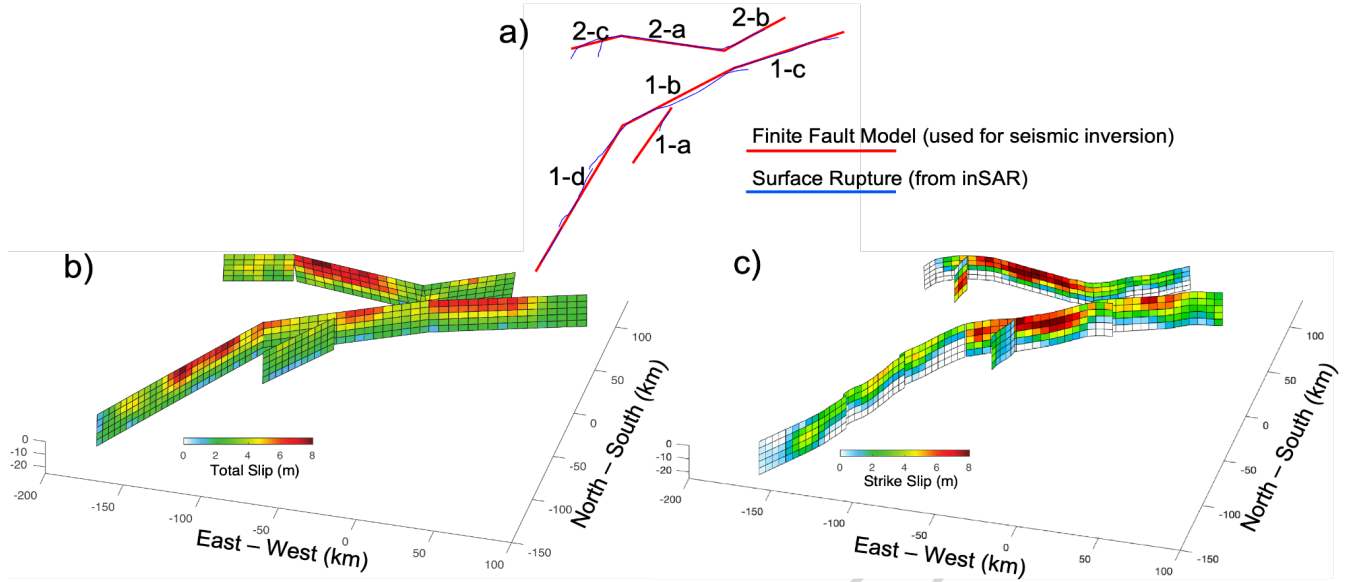 a)
2-c
2-a
2-b
1-c
1-b
1-a
1-d
Finite Fault Model (used for seismic inversion)
Surface Rupture (from inSAR)
b)
0
-10
-20
-200
-150
-100
-50
0
50
100
-150
-100
-50
0
50
100
0 2 4 6 8
Total Slip (m)
East – West (km)
North – South (km)
c)
0
-10
-20
-200
-150
-100
-50
0
50
100
-150
-100
-50
0
50
100
0 2 4 6 8
Strike Slip (m)
East – West (km)
North – South (km)